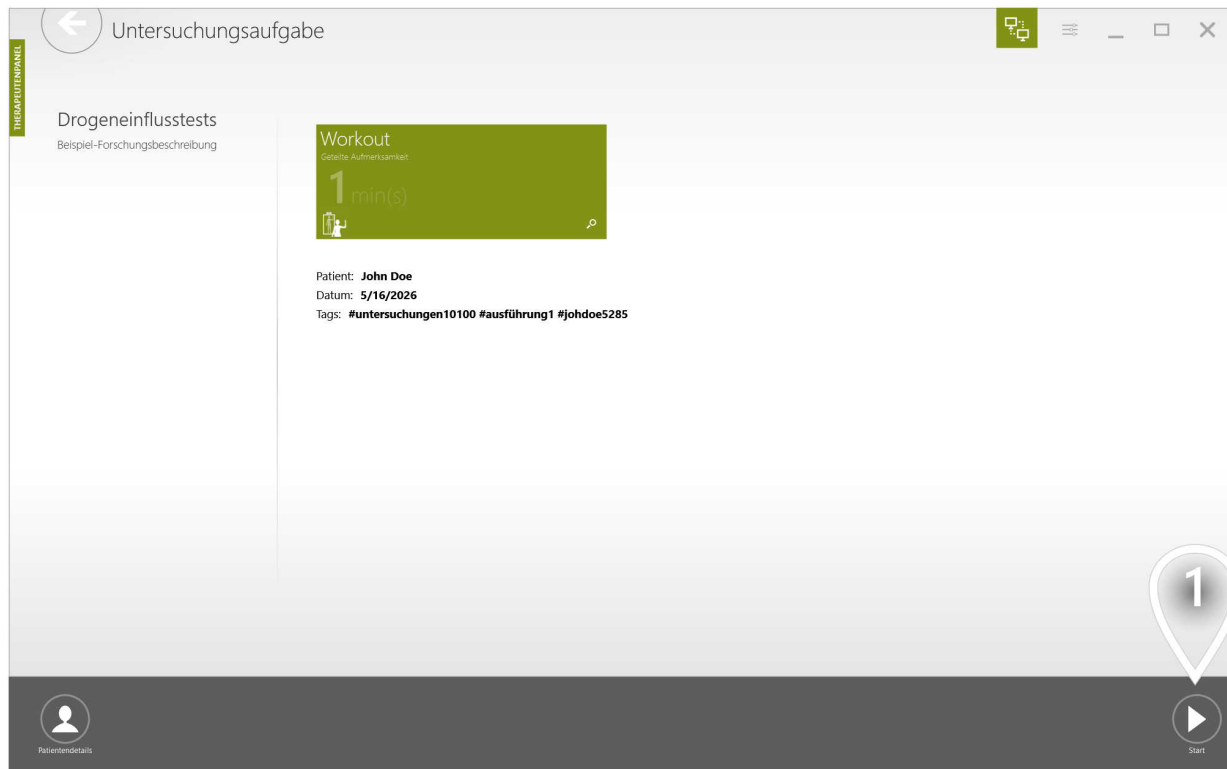 Untersuchungsaufgabe
THERAPEUTENPANEL
Drogeneinflusstests
Beispiel-Forschungsbeschreibung
Workout
Geteilte Aufmerksamkeit
1 min(s)
Patient: John Doe
Datum: 5/16/2026
Tags: #untersuchungen10100 #ausführung1 #johdoe5285
1
Patientendetails
Start